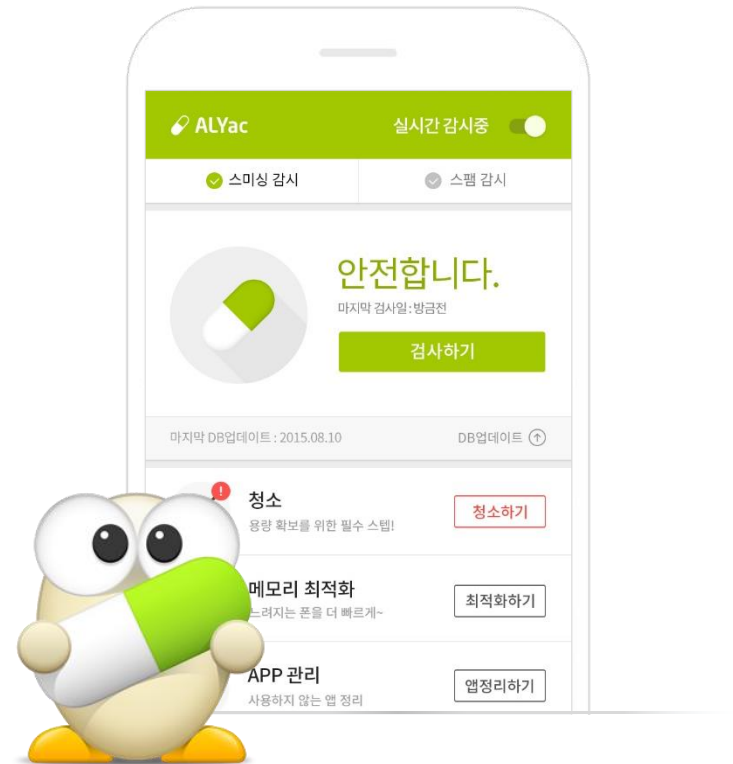 ALYac
실시간 감시중
스미싱 감시
스팸 감시
안전합니다.
마지막 검사일 : 방금전
검사하기
마지막 DB업데이트 : 2015.08.10
DB업데이트
!
청소
용량 확보를 위한 필수 스텝!
청소하기
메모리 최적화
느려지는 폰을 더 빠르게~
최적화하기
APP 관리
사용하지 않는 앱 정리
앱정리하기